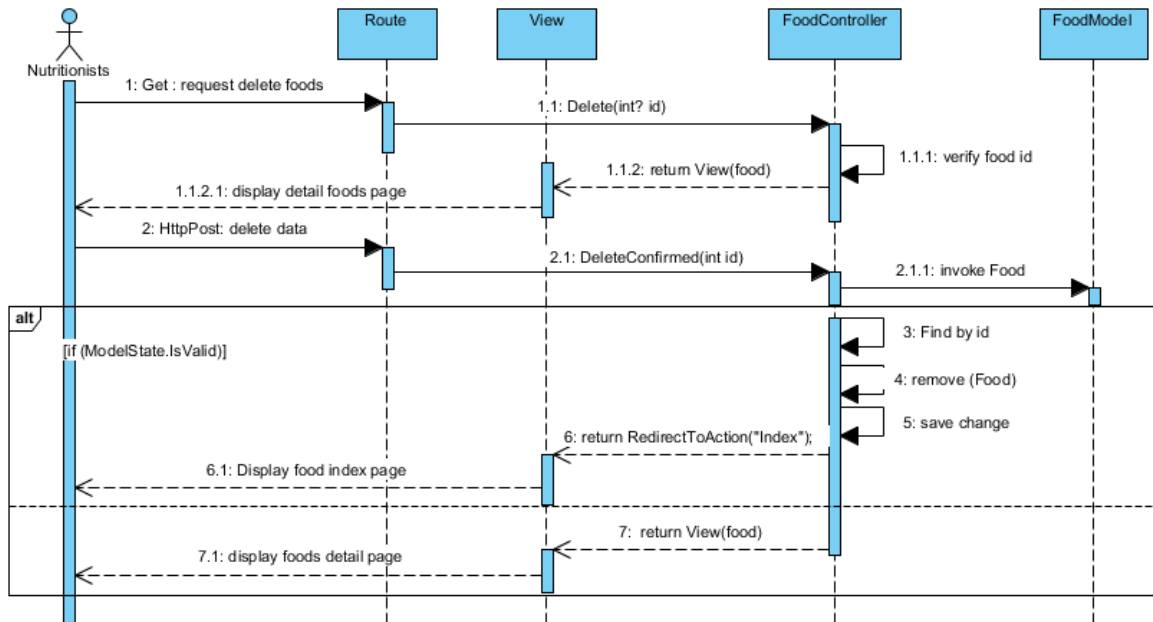 Route
View
FoodController
FoodModel
Nutritionists
1: Get : request delete foods
1.1: Delete(int? id)
1.1.1: verify food id
1.1.2: return View(food)
1.1.2.1: display detail foods page
2: HttpPost: delete data
2.1: DeleteConfirmed(int id)
2.1.1: invoke Food
alt
[if (ModelState.IsValid)]
3: Find by id
4: remove (Food)
5: save change
6: return RedirectToAction("Index");
6.1: Display food index page
7: return View(food)
7.1: display foods detail page